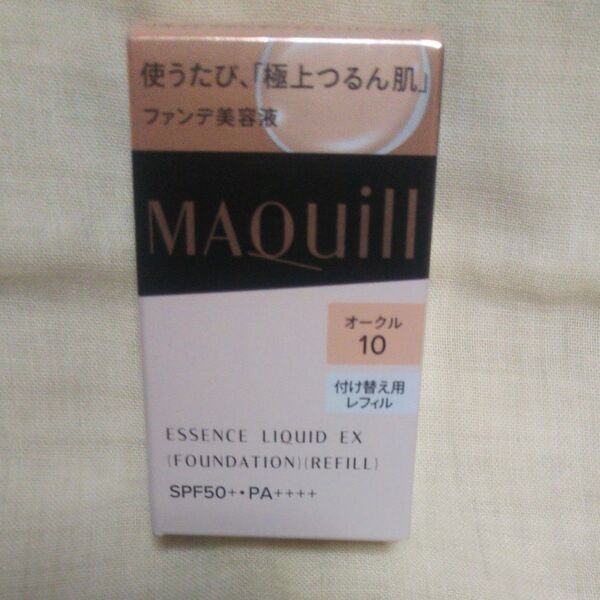 使うたび、「極上つるん肌」
ファンデ美容液
MAQuill
オークル
10
付け替え用
レフィル
ESSENCE LIQUID EX
(FOUNDATION)(REFILL)
SPF50+・PA++++